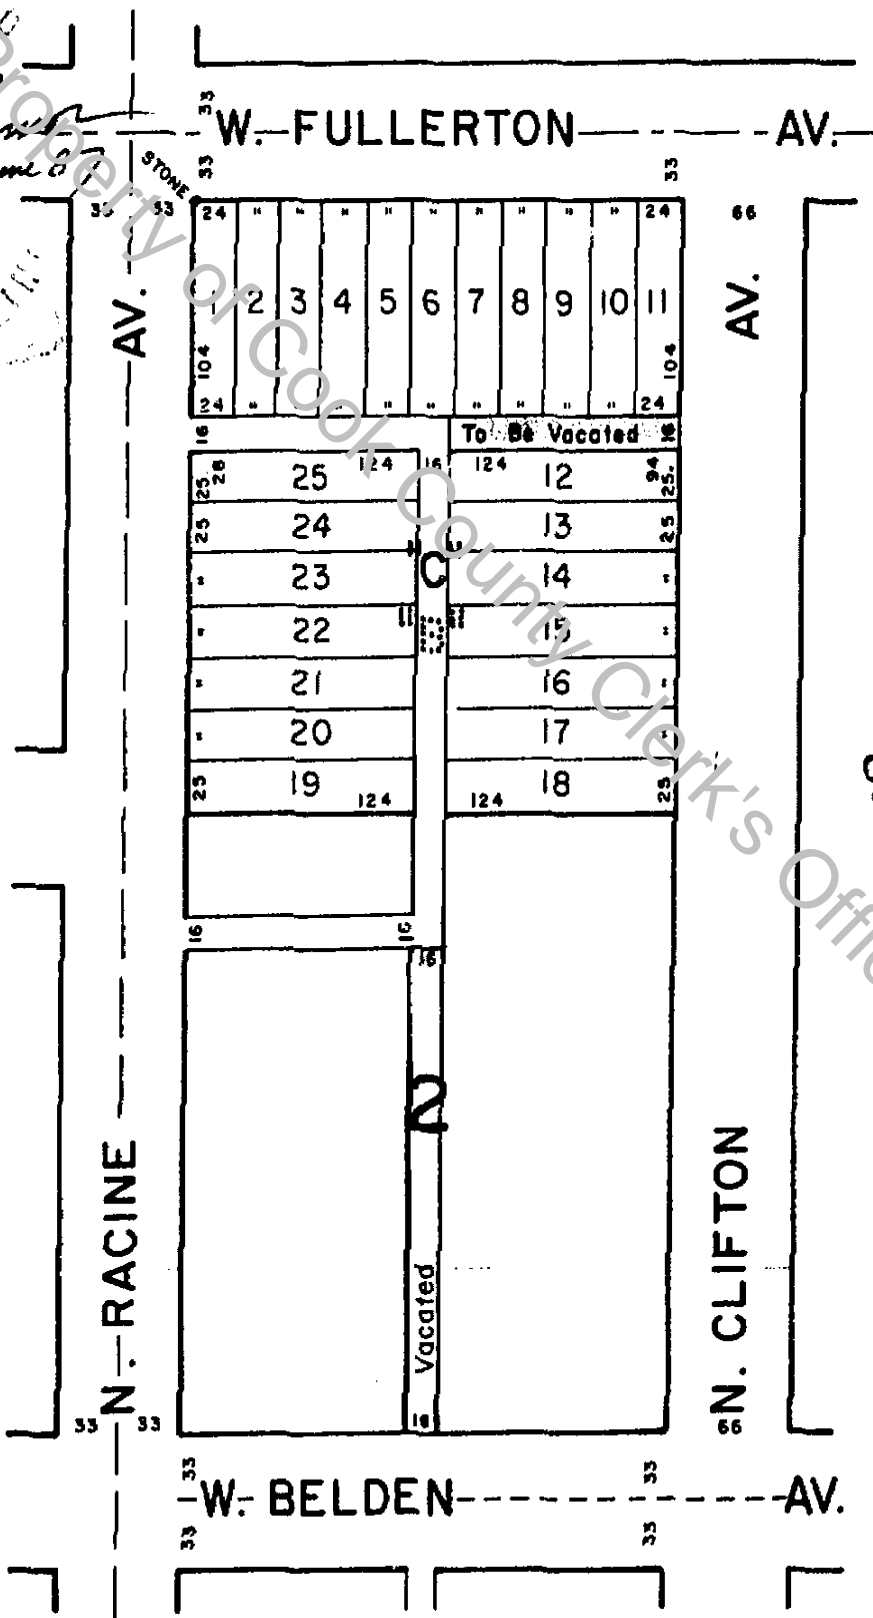 33
W. FULLERTON AV.
STONE 33 33
33 33 24 " " " " " " " " " 24 66
AV. 1 2 3 4 5 6 7 8 9 10 11 AV.
104 104
24 " " " " " " " " " 24
16 To Be Vacated 16
25 28 25 124 16 124 12 94 25.
25 24 13 25
" 23 C 14 "
" 22 15 "
" 21 16 "
" 20 17 "
25 19 124 124 18 25
16 16
16
2
N. RACINE
N. CLIFTON
Vacated
33 33 16 66
33 33
W. BELDEN AV.
33 33
Property of Cook County Clerk's Office